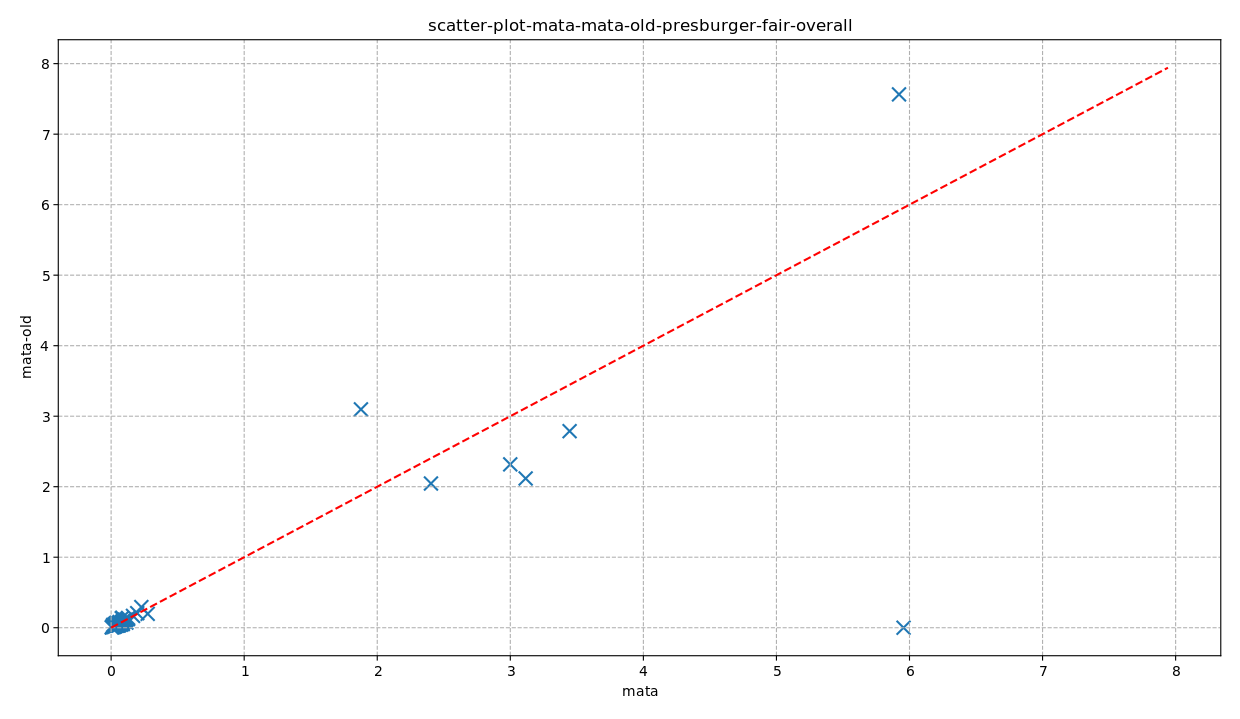 scatter-plot-mata-mata-old-presburger-fair-overall
mata-old
8
7
6
5
4
3
2
1
0
0 1 2 3 4 5 6 7 8
mata